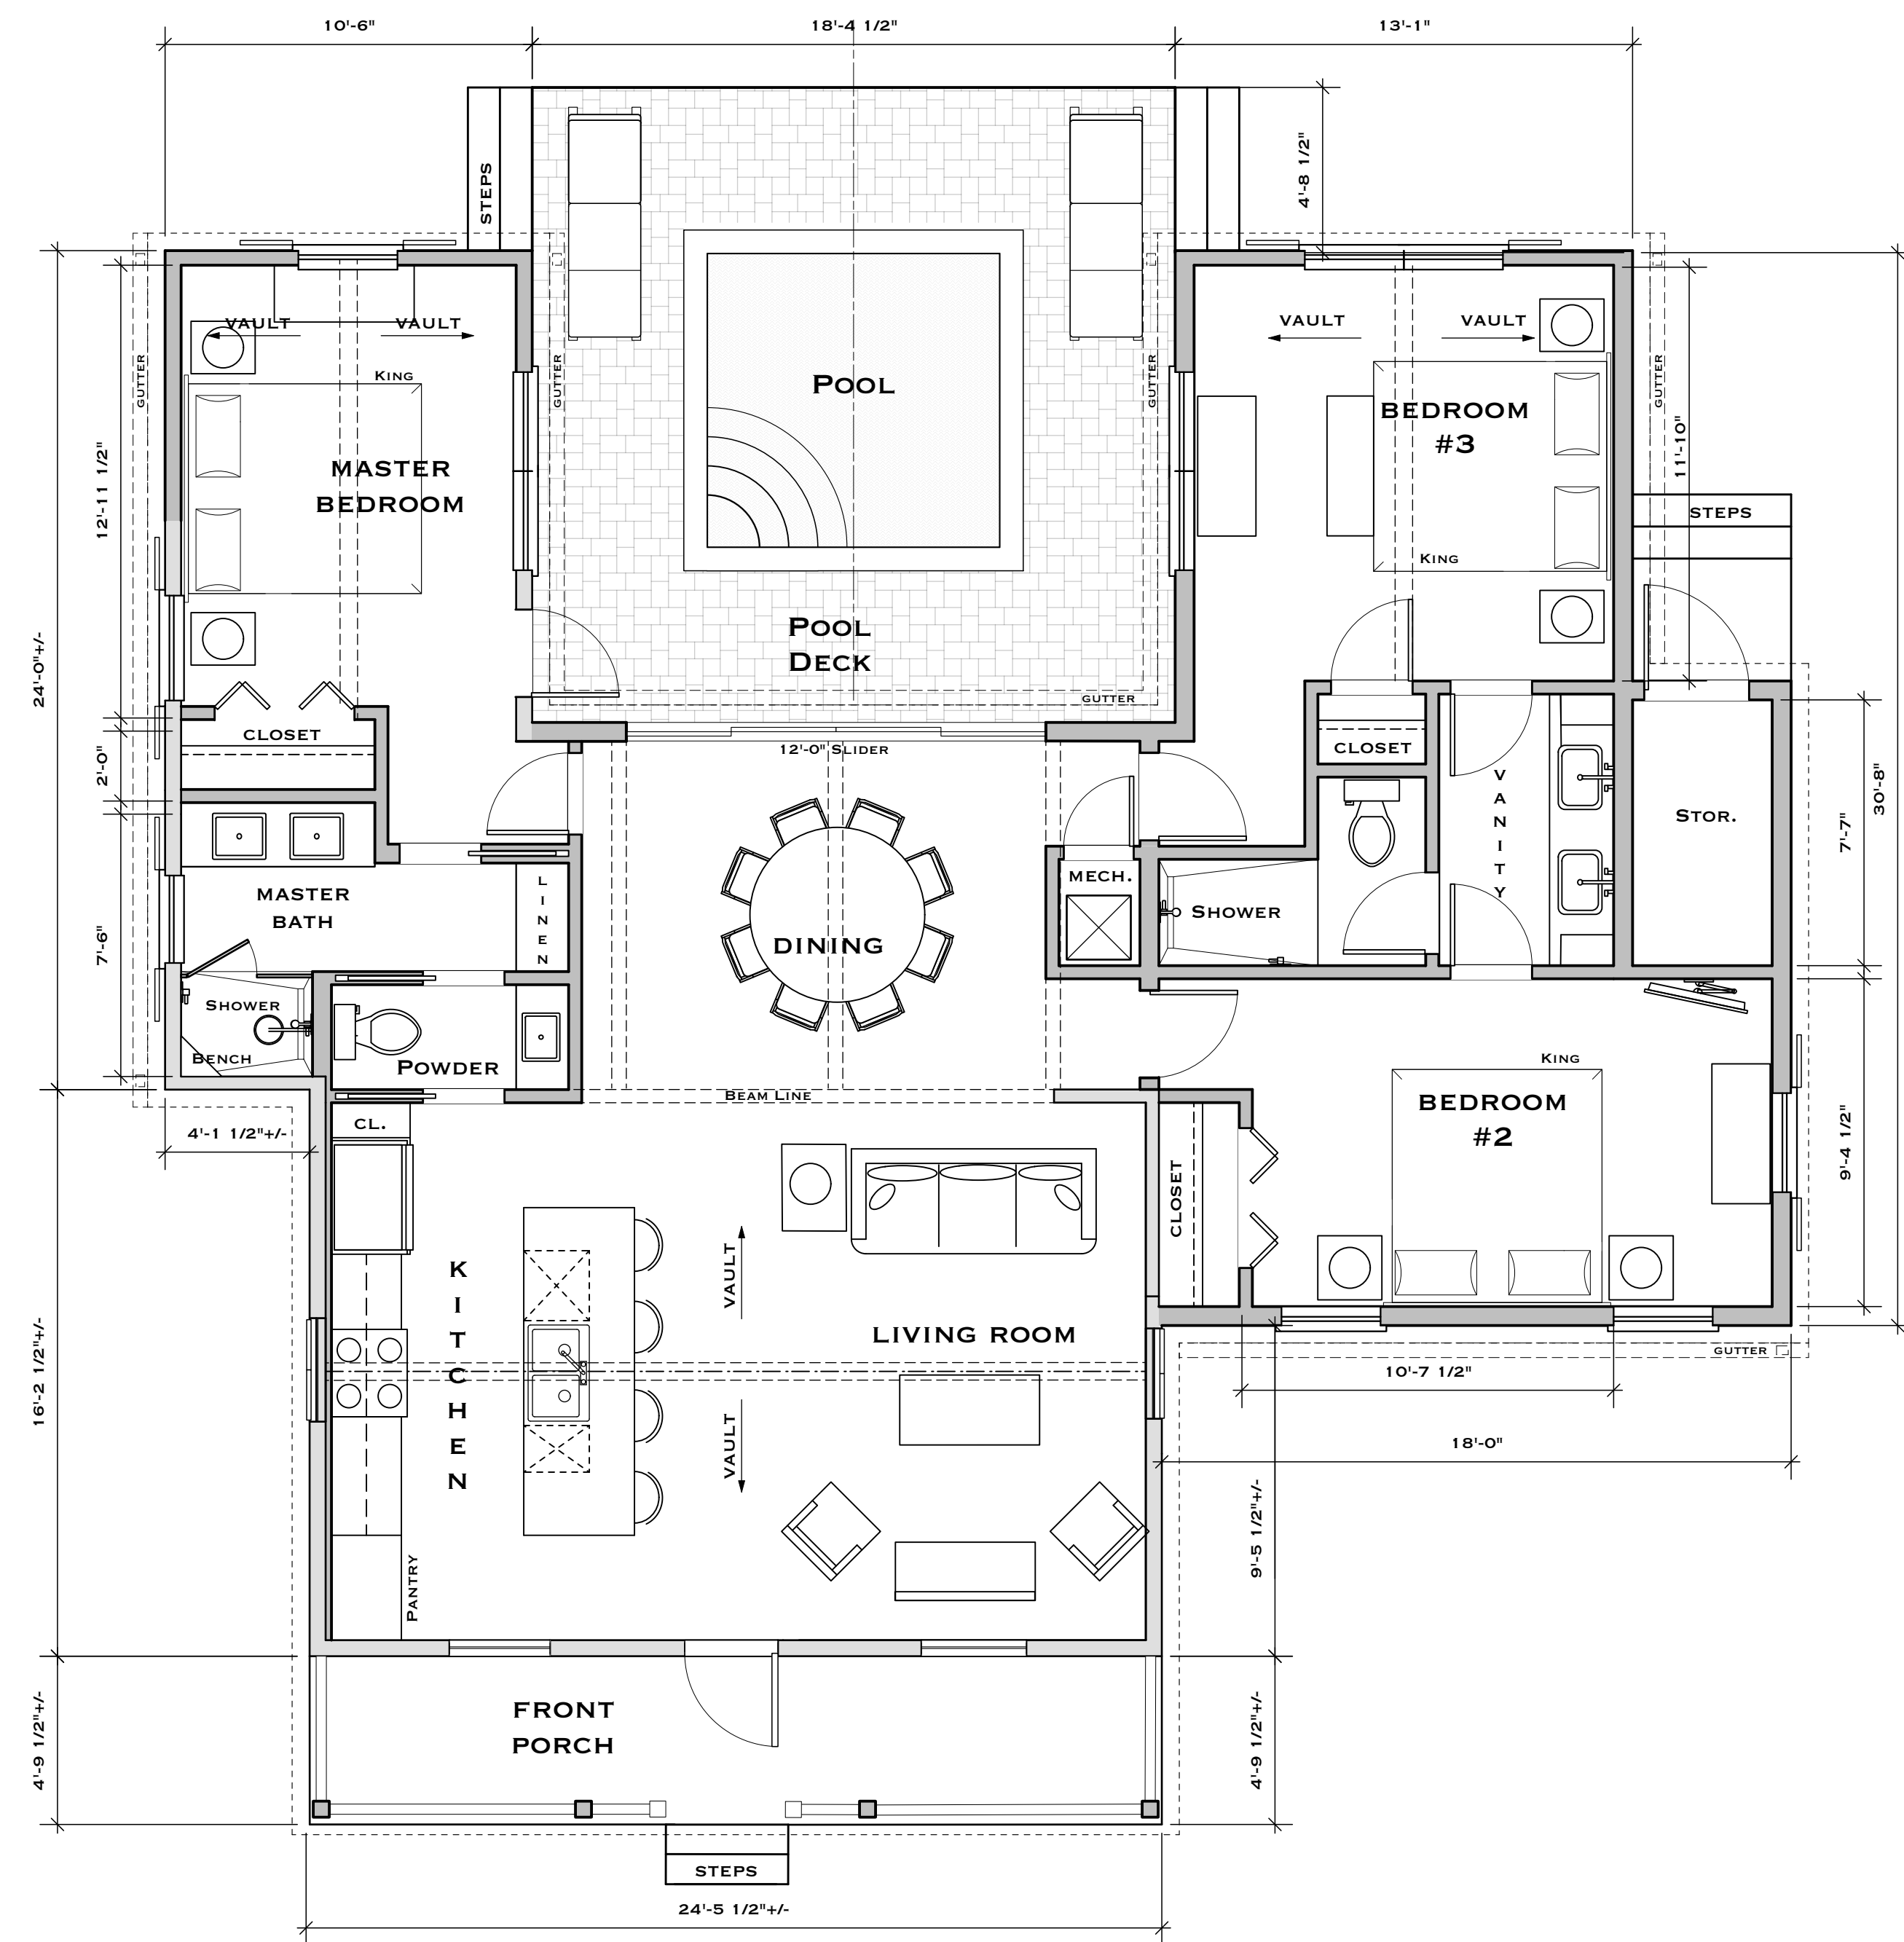 10'-6"
18'-4 1/2"
13'-1"
STEPS
4'-8 1/2"
VAULT
VAULT
VAULT
VAULT
GUTTER
GUTTER
GUTTER
GUTTER
KING
POOL
BEDROOM
#3
MASTER
BEDROOM
12'-11 1/2"
11'-10"
STEPS
KING
24'-0"+/-
POOL
DECK
GUTTER
CLOSET
12'-0" SLIDER
CLOSET
2'-0"
VANITY
STOR.
7'-7"
30'-8"
MASTER
BATH
LINEN
MECH.
SHOWER
DINING
7'-6"
SHOWER
BENCH
POWDER
KING
BEAM LINE
BEDROOM
#2
CL.
4'-1 1/2"+/-
9'-4 1/2"
CLOSET
KITCHEN
VAULT
LIVING ROOM
GUTTER
16'-2 1/2"+/-
10'-7 1/2"
VAULT
18'-0"
9'-5 1/2"+/-
PANTRY
FRONT
PORCH
4'-9 1/2"+/-
4'-9 1/2"+/-
STEPS
24'-5 1/2"+/-